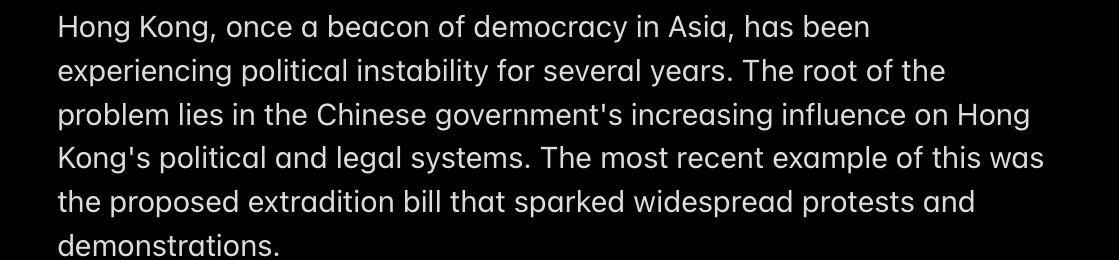 Hong Kong, once a beacon of democracy in Asia, has been
experiencing political instability for several years. The root of the
problem lies in the Chinese government's increasing influence on Hong
Kong's political and legal systems. The most recent example of this was
the proposed extradition bill that sparked widespread protests and
demonstrations.